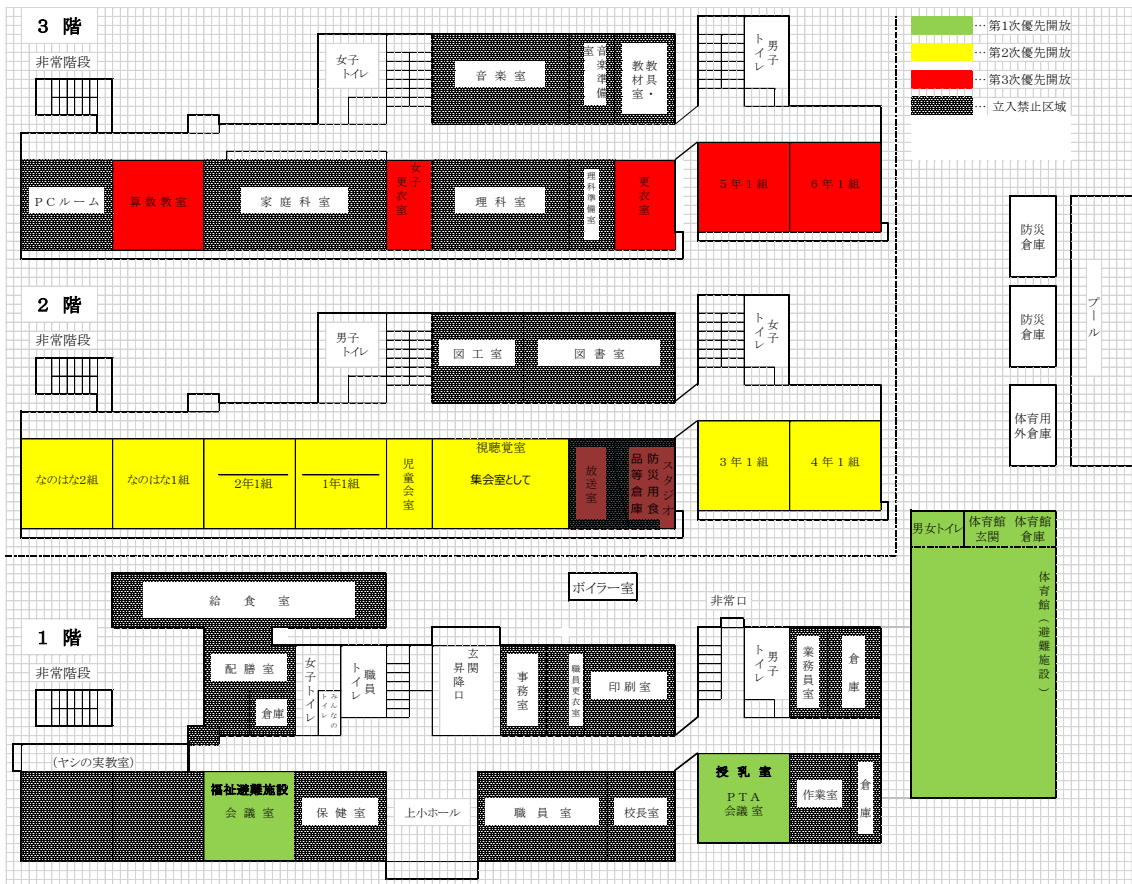 3 階
非常階段
女子
トイレ
音 楽 室
音楽準備室
教具・教材室
男子トイレ
PCルーム
算数教室
家 庭 科 室
女子更衣室
理 科 室
理科準備室
更衣室
5年1組
6年1組
…第1次優先開放
…第2次優先開放
…第3次優先開放
… 立入禁止区域
防災
倉庫
防災
倉庫
体育用
外倉庫
プール
2 階
非常階段
男子
トイレ
図 工 室
図 書 室
女子トイレ
なのはな2組
なのはな1組
2年1組
1年1組
児童会室
視聴覚室
集会室として
放送室
防災用食品等倉庫
スタジオ
3年1組
4年1組
男女トイレ
体育館
玄関
体育館
倉庫
体育館(避難施設)
1 階
非常階段
給 食 室
配膳室
倉庫
女子トイレ
みんなのトイレ
職員トイレ
玄関
昇降口
ボイラー室
事務室
職員更衣室
印刷室
非常口
男子トイレ
業務員室
倉庫
(ヤシの実教室)
福祉避難施設
会 議 室
保 健 室
上小ホール
職 員 室
校長室
授 乳 室
PTA
会議室
作業室
倉庫